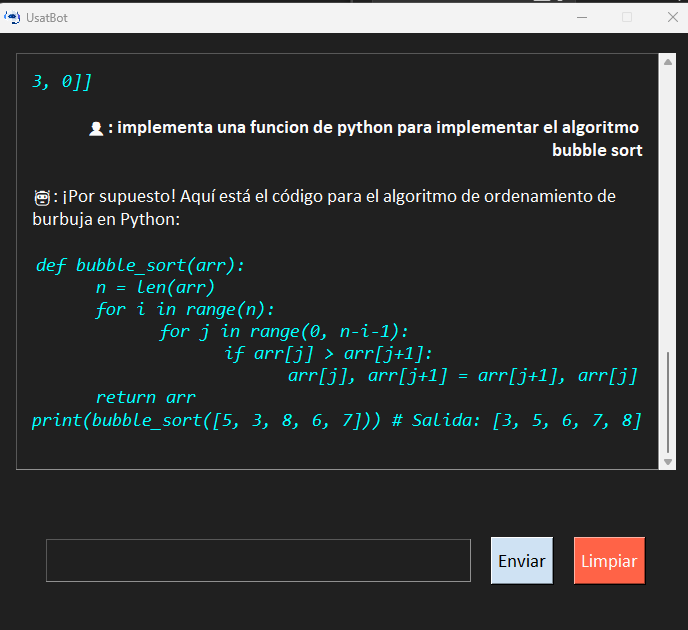 UsatBot
3, 0]]
: implementa una funcion de python para implementar el algoritmo
bubble sort
: ¡Por supuesto! Aquí está el código para el algoritmo de ordenamiento de
burbuja en Python:
def bubble_sort(arr):
n = len(arr)
for i in range(n):
for j in range(0, n-i-1):
if arr[j] > arr[j+1]:
arr[j], arr[j+1] = arr[j+1], arr[j]
return arr
print(bubble_sort([5, 3, 8, 6, 7])) # Salida: [3, 5, 6, 7, 8]
Enviar
Limpiar